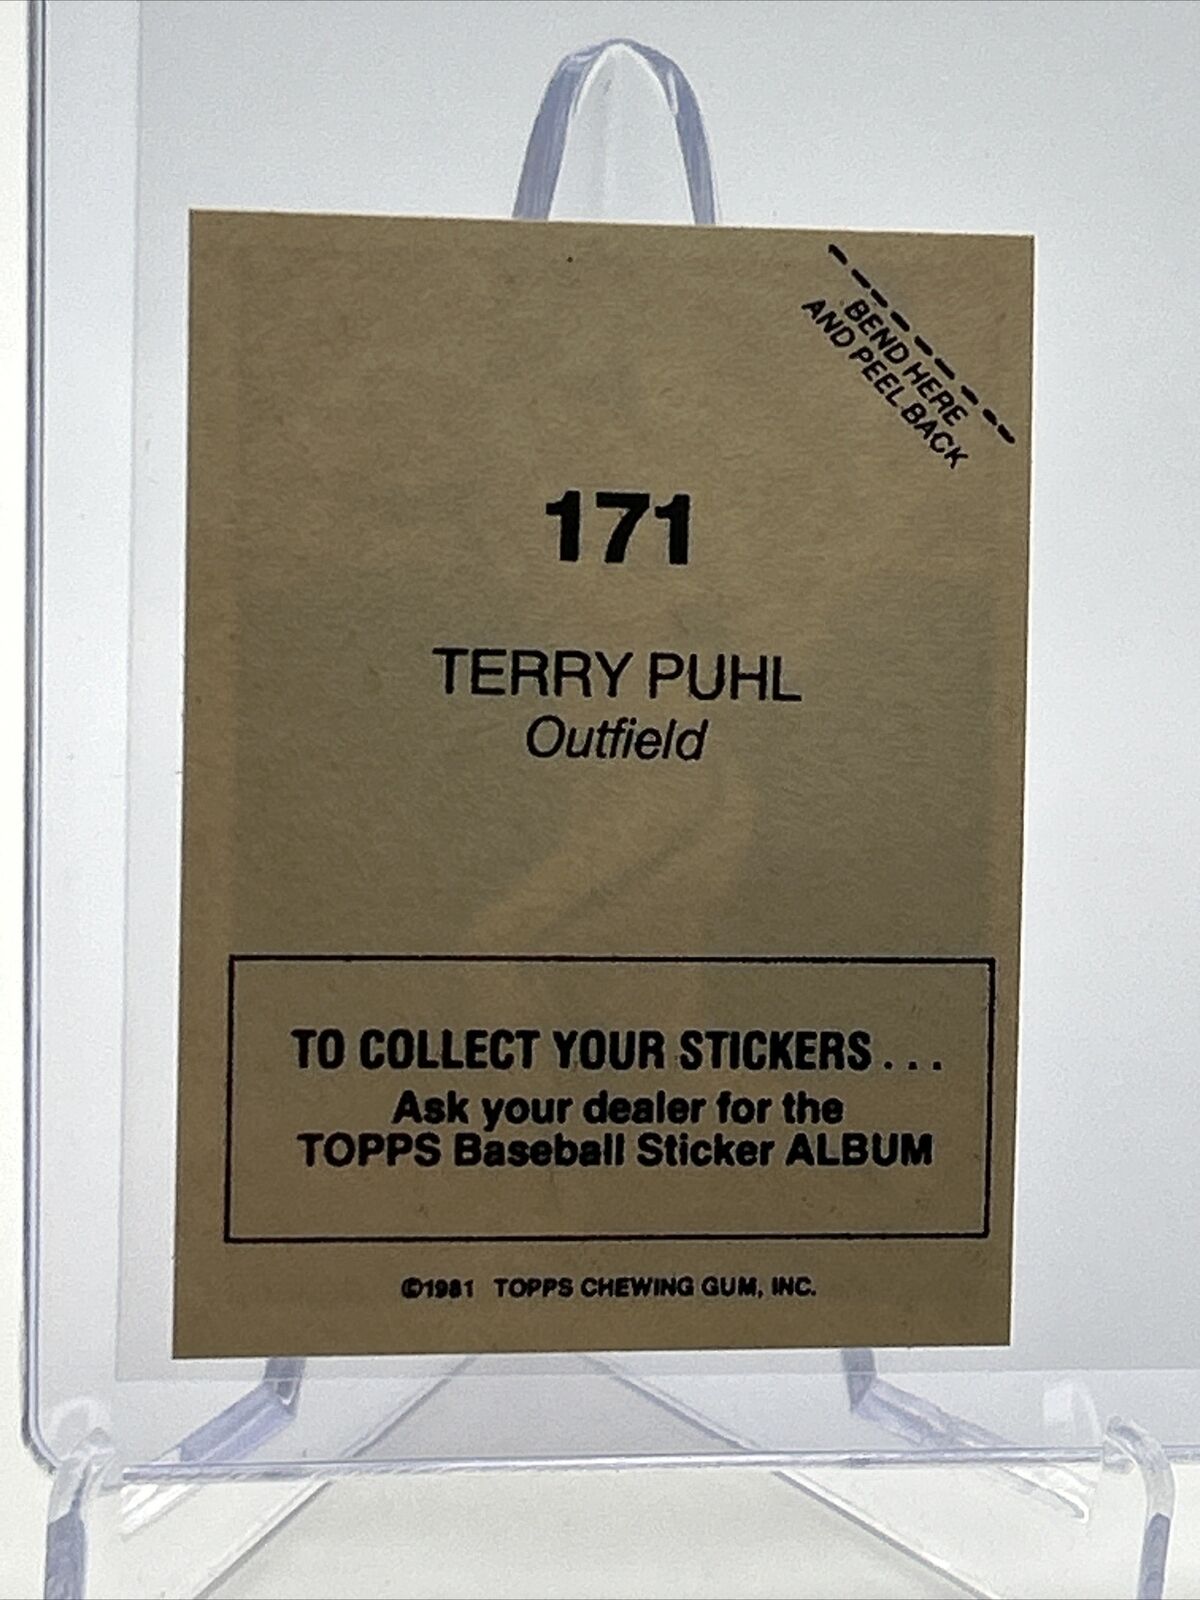 BEND HERE
AND PEEL BACK
171
TERRY PUHL
Outfield
TO COLLECT YOUR STICKERS...
Ask your dealer for the
TOPPS Baseball Sticker ALBUM
©1981 TOPPS CHEWING GUM, INC.